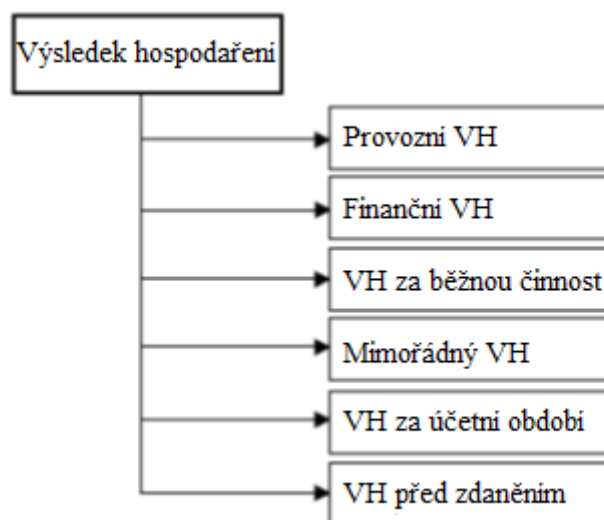 Výsledek hospodaření
Provozní VH
Finanční VH
VH za běžnou činnost
Mimořádný VH
VH za účetní období
VH před zdaněním